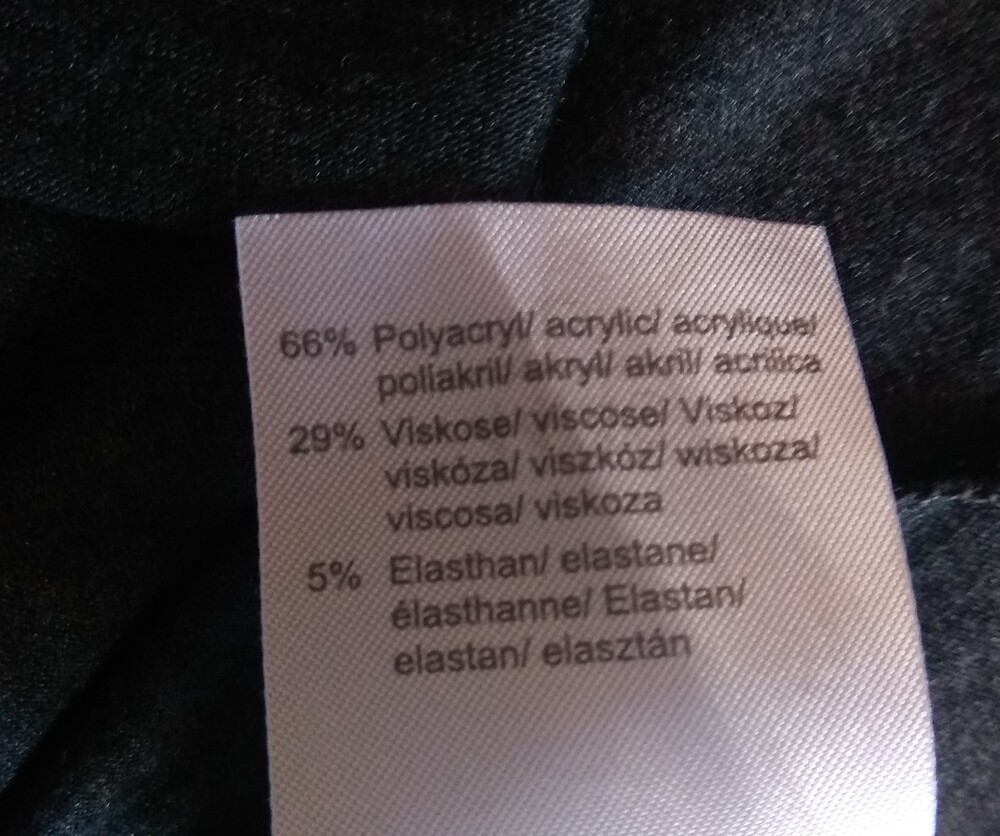 66% Polyacryl/ acrylic/ acrylique/
poliakril/ akryl/ akril/ acrilica
29% Viskose/ viscose/ Viskoz/
viskóza/ viszkóz/ wiskoza/
viscosa/ viskoza
5% Elasthan/ elastane/
élasthanne/ Elastan/
elastan/ elasztán